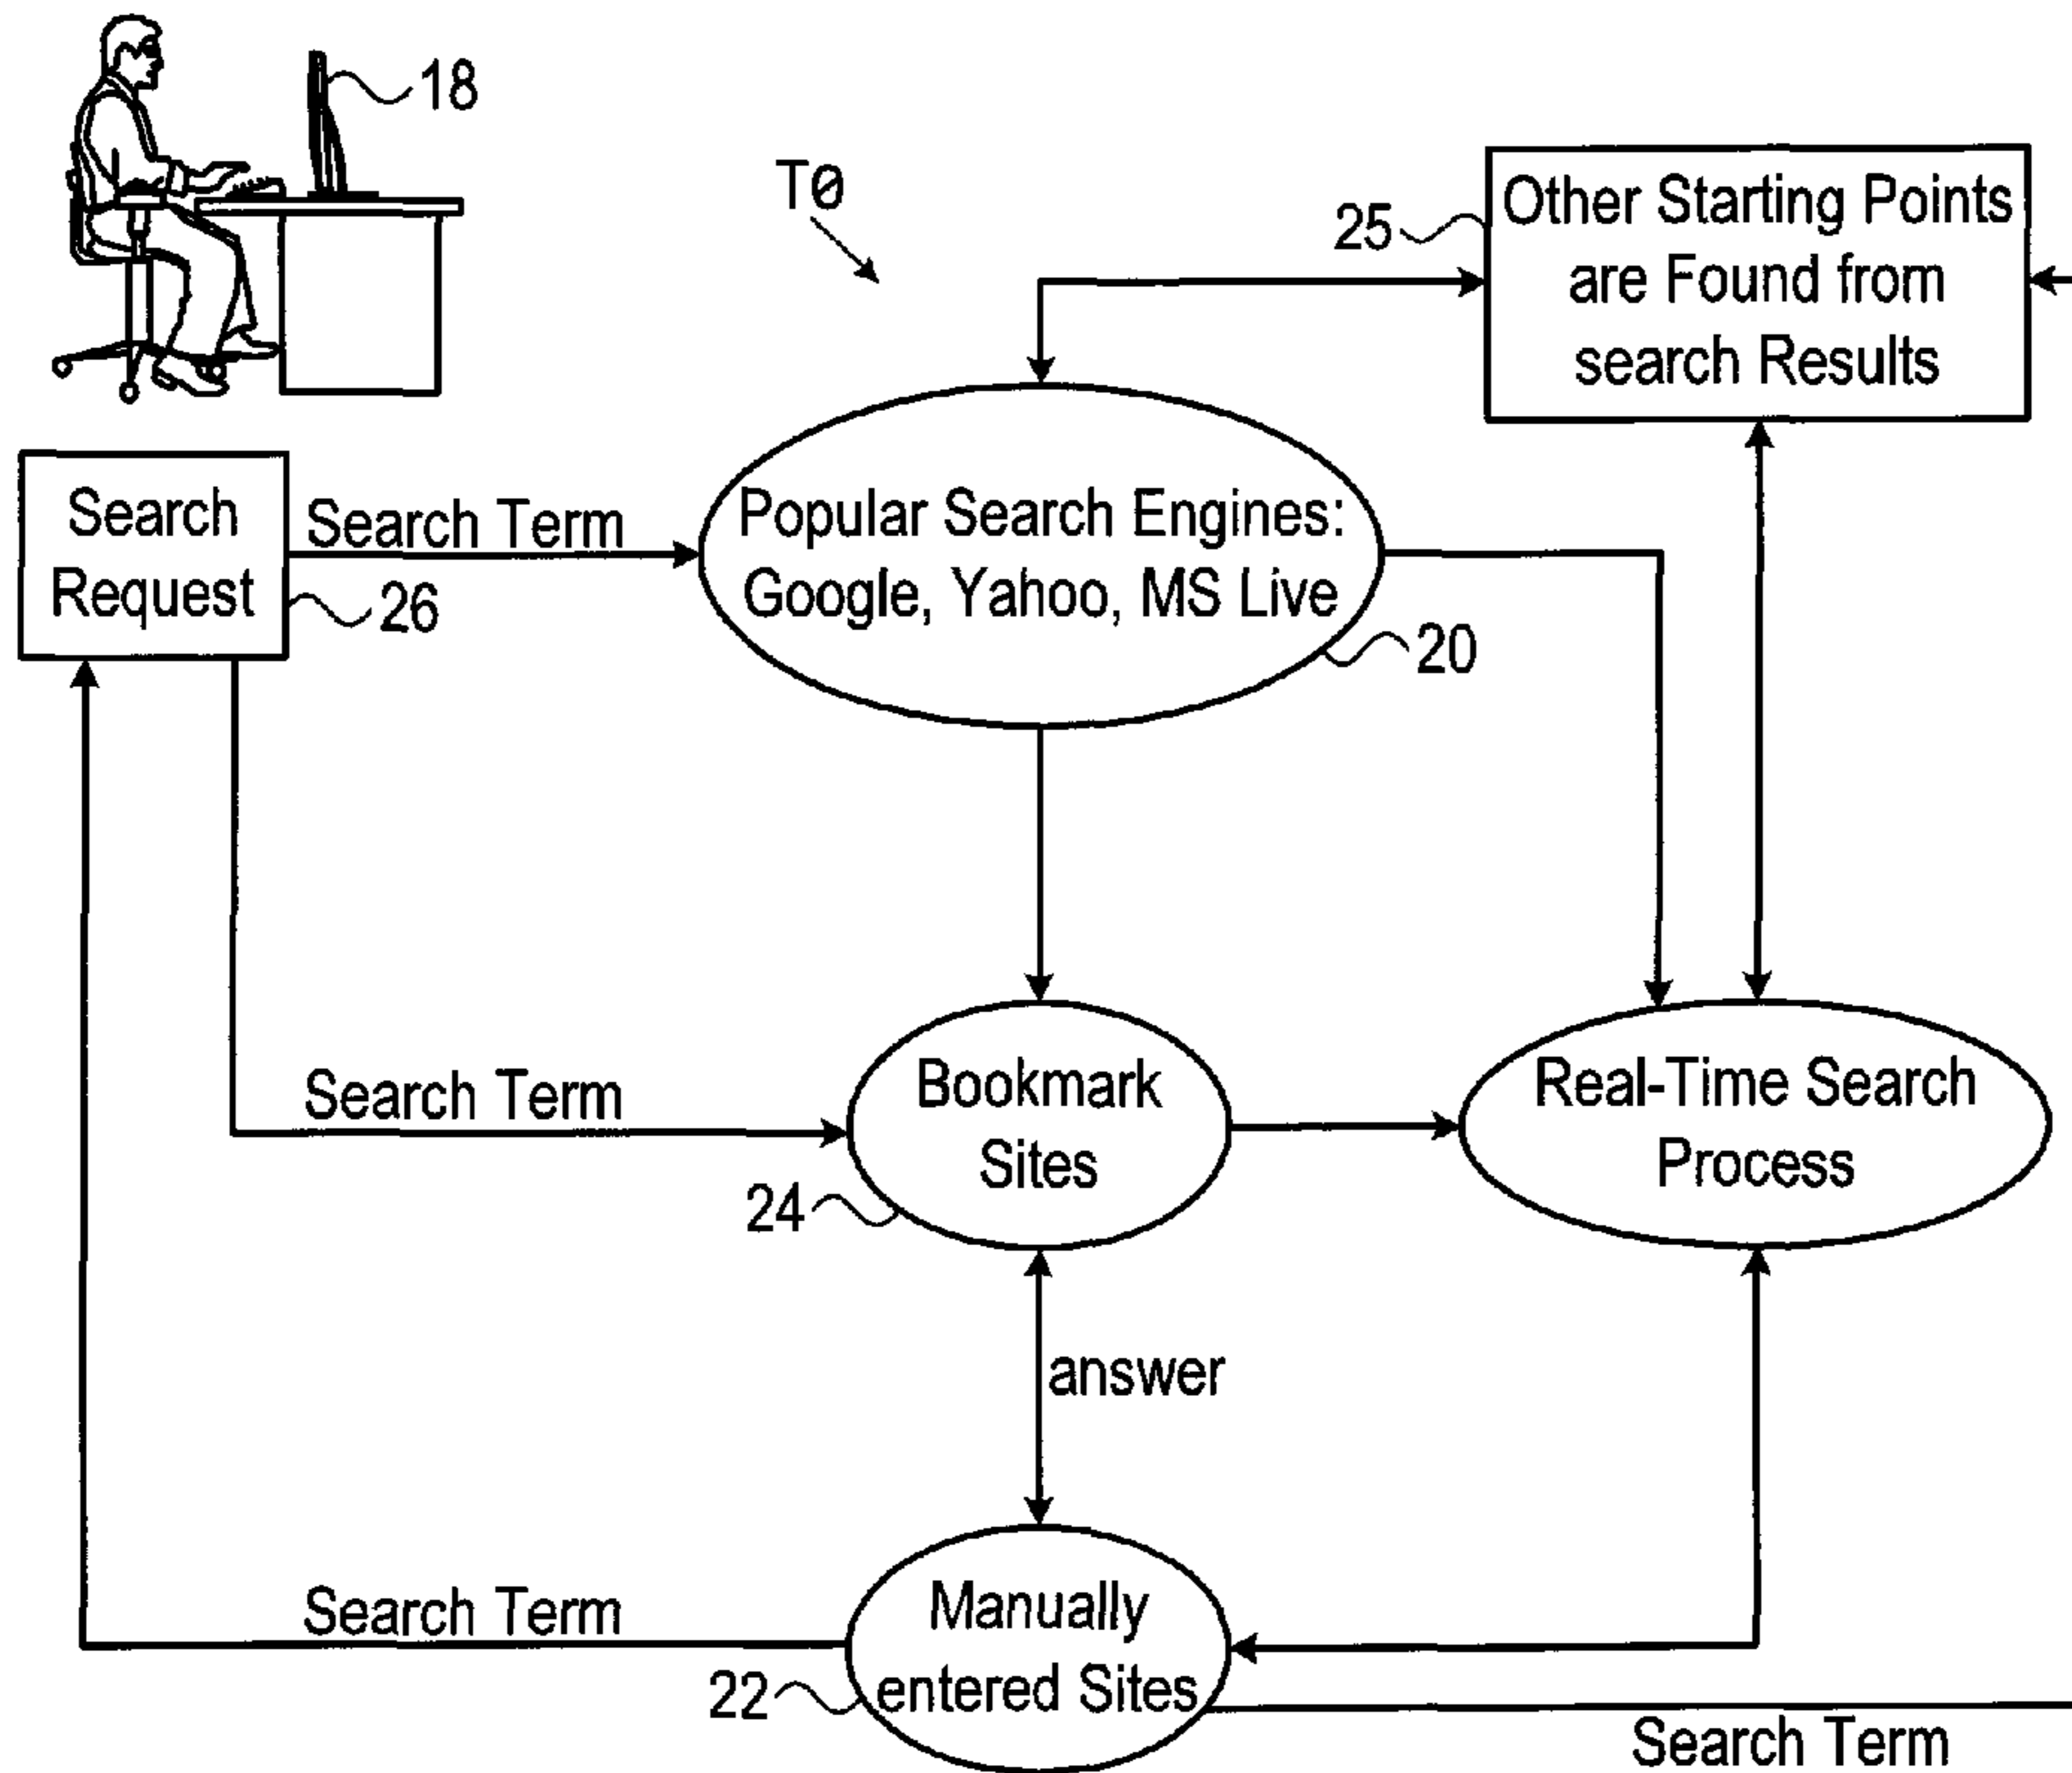 18
T0
25
Other Starting Points
are Found from
search Results
Search
Request
26
Search Term
Popular Search Engines:
Google, Yahoo, MS Live
20
Search Term
Bookmark
Sites
24
Real-Time Search
Process
answer
Search Term
Manually
entered Sites
22
Search Term